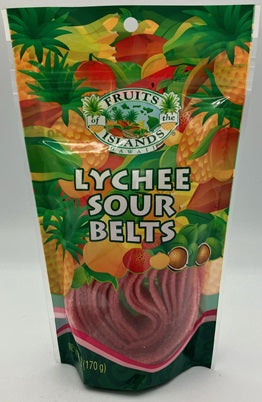 FRUITS
of the
ISLANDS
HAWAII
LYCHEE
SOUR
BELTS
(170 g)